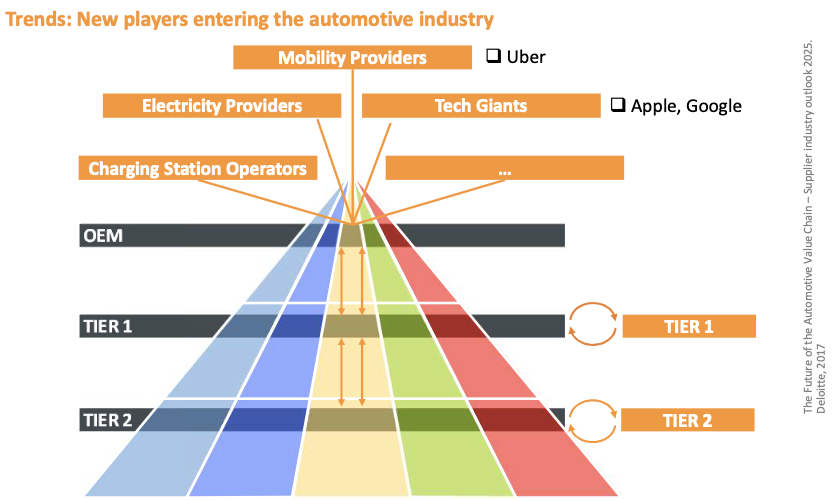 Trends: New players entering the automotive industry
Mobility Providers
❑ Uber
Electricity Providers
Tech Giants
❑ Apple, Google
Charging Station Operators
...
OEM
TIER 1
TIER 1
TIER 2
TIER 2
The Future of the Automotive Value Chain – Supplier industry outlook 2025.
Deloitte, 2017